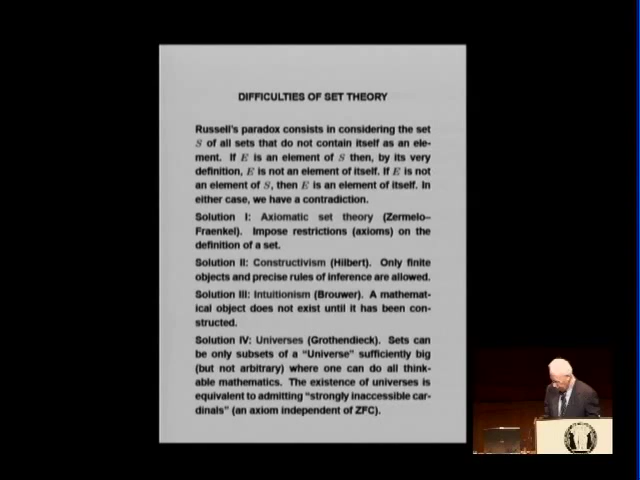 DIFFICULTIES OF SET THEORY
Russell's paradox consists in considering the set
S of all sets that do not contain itself as an ele-
ment. If E is an element of S then, by its very
definition, E is not an element of itself. If E is not
an element of S, then E is an element of itself. In
either case, we have a contradiction.
Solution I: Axiomatic set theory (Zermelo–
Fraenkel). Impose restrictions (axioms) on the
definition of a set.
Solution II: Constructivism (Hilbert). Only finite
objects and precise rules of inference are allowed.
Solution III: Intuitionism (Brouwer). A mathemat-
ical object does not exist until it has been con-
structed.
Solution IV: Universes (Grothendieck). Sets can
be only subsets of a "Universe" sufficiently big
(but not arbitrary) where one can do all think-
able mathematics. The existence of universes is
equivalent to admitting "strongly inaccessible car-
dinals" (an axiom independent of ZFC).